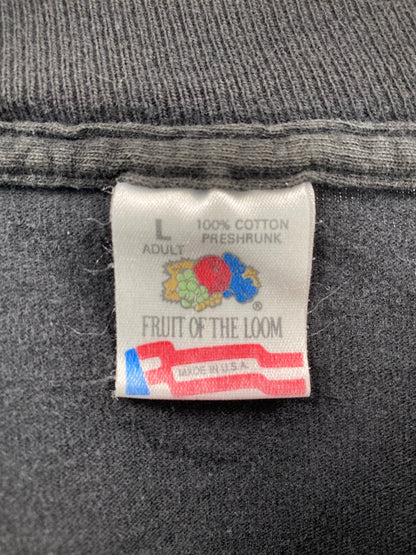 L 100% COTTON
ADULT PRESHRUNK
®
FRUIT OF THE LOOM
MADE IN U.S.A.